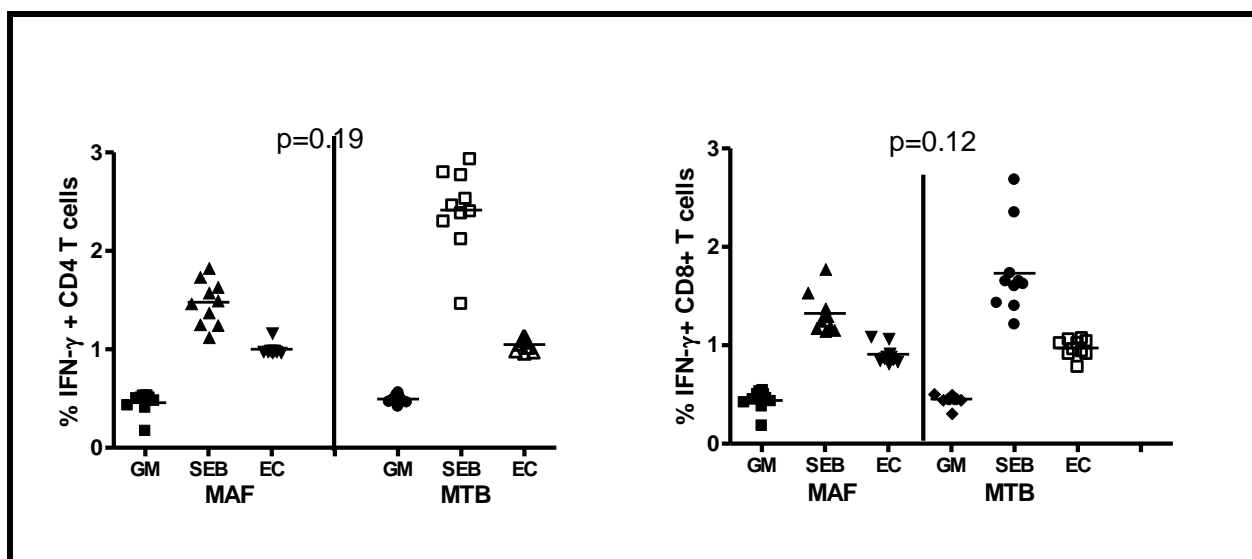 p=0.19
% IFN-γ + CD4 T cells
3
2
1
0
GM SEB EC GM SEB EC
MAF MTB
p=0.12
% IFN-γ+ CD8+ T cells
3
2
1
0
GM SEB EC GM SEB EC
MAF MTB